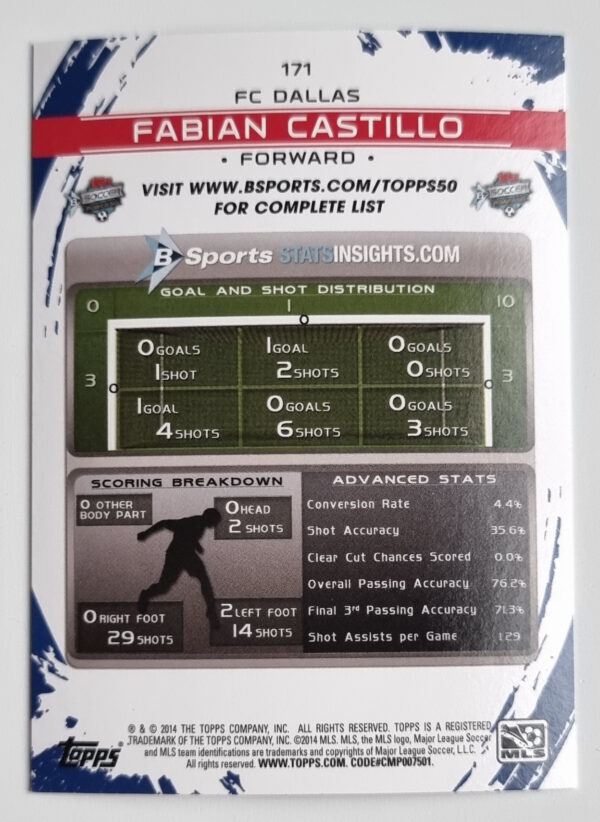 171
FC DALLAS
FABIAN CASTILLO
• FORWARD •
VISIT WWW.BSPORTS.COM/TOPPS50
FOR COMPLETE LIST
SOCCER
SOCCER
B Sports STATSINSIGHTS.COM
GOAL AND SHOT DISTRIBUTION
0 1 10
0
0 GOALS 1 GOAL 0 GOALS
1 SHOT 2 SHOTS 0 SHOTS
3 0 0 3
1 GOAL 0 GOALS 0 GOALS
4 SHOTS 6 SHOTS 3 SHOTS
SCORING BREAKDOWN
0 OTHER
BODY PART
0 HEAD
2 SHOTS
0 RIGHT FOOT
29 SHOTS
2 LEFT FOOT
14 SHOTS
ADVANCED STATS
Conversion Rate 4.4%
Shot Accuracy 35.6%
Clear Cut Chances Scored 0.0%
Overall Passing Accuracy 76.2%
Final 3rd Passing Accuracy 71.3%
Shot Assists per Game 1.29
Topps
® & © 2014 THE TOPPS COMPANY, INC. ALL RIGHTS RESERVED. TOPPS IS A REGISTERED
TRADEMARK OF THE TOPPS COMPANY, INC. ©2014 MLS. MLS, the MLS logo, Major League Soccer
and MLS team identifications are trademarks and copyrights of Major League Soccer, L.L.C.
All rights reserved. WWW.TOPPS.COM. CODE#CMP007501.
MLS